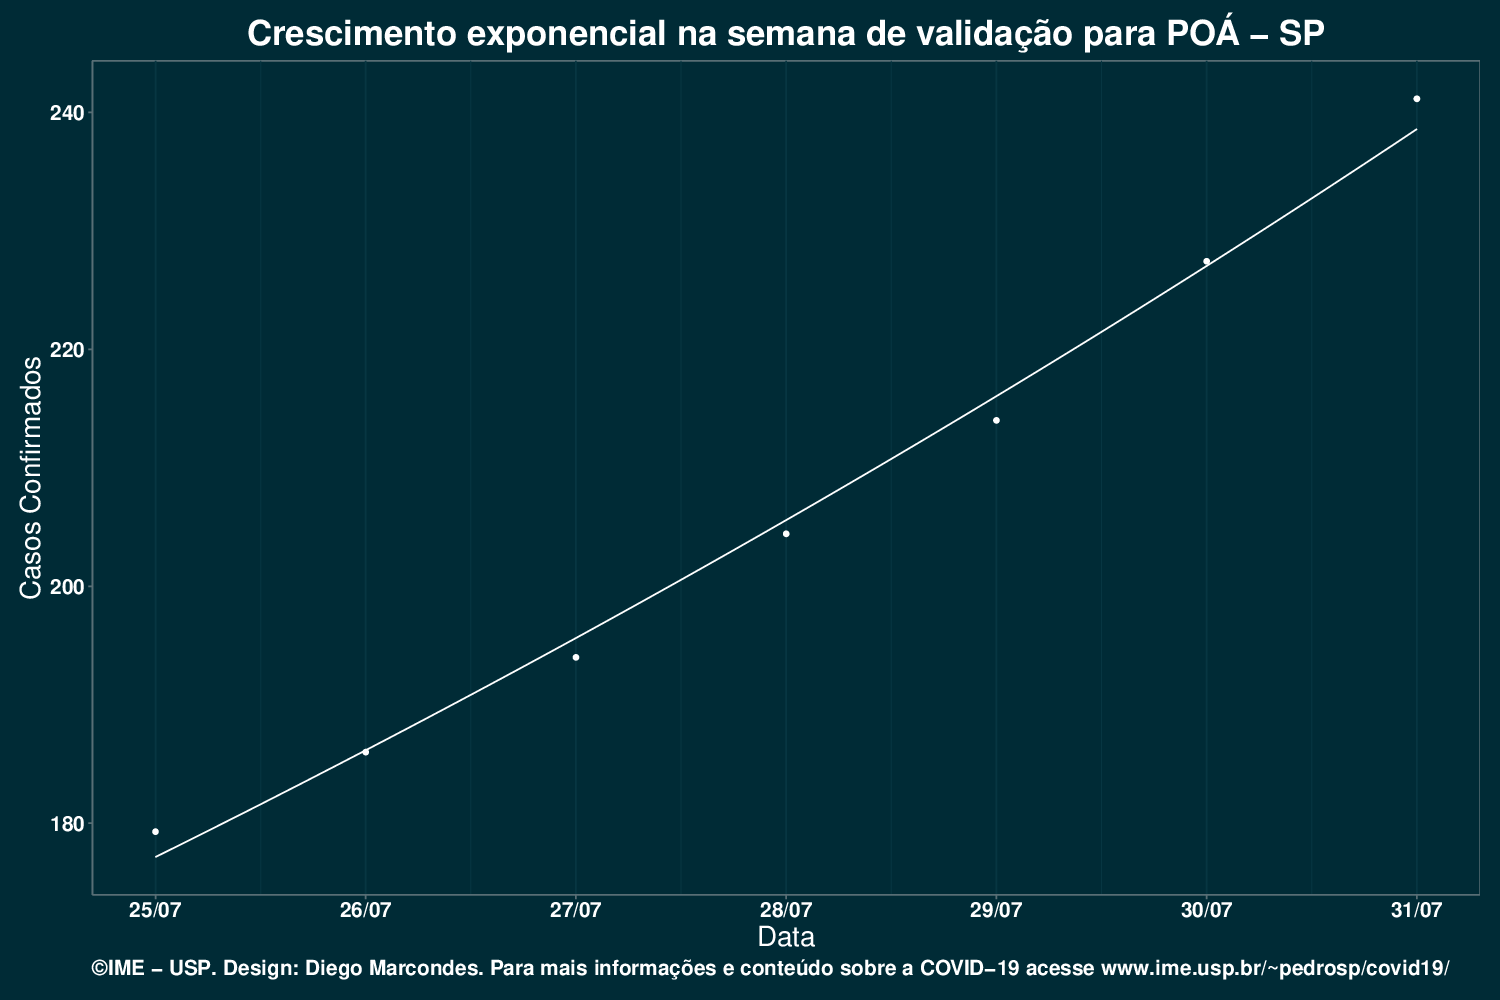 Crescimento exponencial na semana de validação para POÁ – SP
240
220
200
180
Casos Confirmados
25/07 26/07 27/07 28/07 29/07 30/07 31/07
Data
©IME – USP. Design: Diego Marcondes. Para mais informações e conteúdo sobre a COVID–19 acesse www.ime.usp.br/~pedrosp/covid19/